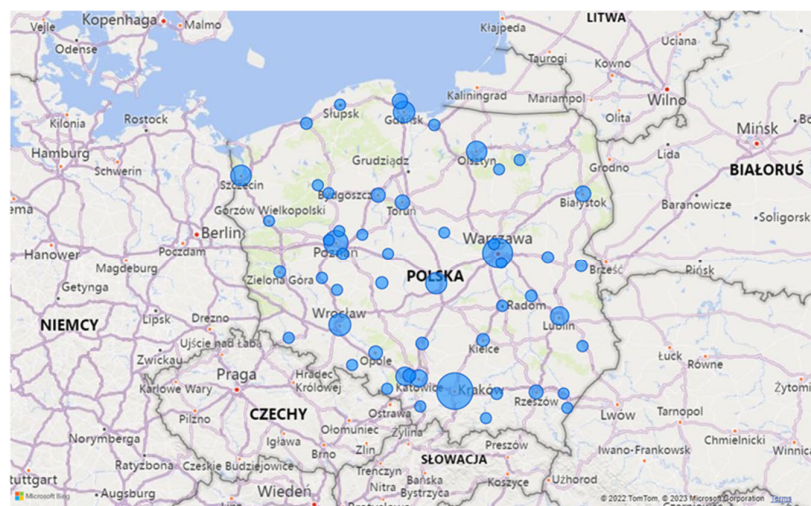 Kopenhaga
Malmo
Vejle
Odense
Kłajpeda
LITWA
Uciana
Taurogi
Kowno
Kaliningrad
Mariampol
Wilno
Olita
Kilonia
Rostock
Słupsk
Gdańsk
Mińsk
Hamburg
Schwerin
Grudziądz
Olsztyn
Grodno
Lida
BIAŁORUŚ
Szczecin
Bydgoszcz
Białystok
Baranowicze
Gorzów Wielkopolski
Toruń
Soligorsk
Berlin
Warszawa
Hanower
Poczdam
Poznań
Brześć
Pińsk
Magdeburg
POLSKA
Getynga
Zielona Góra
Radom
NIEMCY
Lipsk
Drezno
Wrocław
Lublin
Ujście nad Łabą
Kielce
Łuck
Równe
Zwickau
Opole
Praga
Hradec
Królowej
Karlowe Wary
Katowice
Kraków
Rzeszów
Lwów
Tarnopol
Pilzno
CZECHY
Ostrawa
Ołomuniec
Żylina
Chmielnicki
Norymberga
Igława
Preszów
Iwano-Frankowsk
Winnica
Ratyzbona
Czeskie Budziejowice
Brno
Zlin
SŁOWACJA
Trenczyn
Bańska
Bystrzyca
Koszyce
Użhorod
Stuttgart
Augsburg
Wiedeń
Nitra
Microsoft Bing
© 2022 TomTom, © 2023 Microsoft Corporation Terms